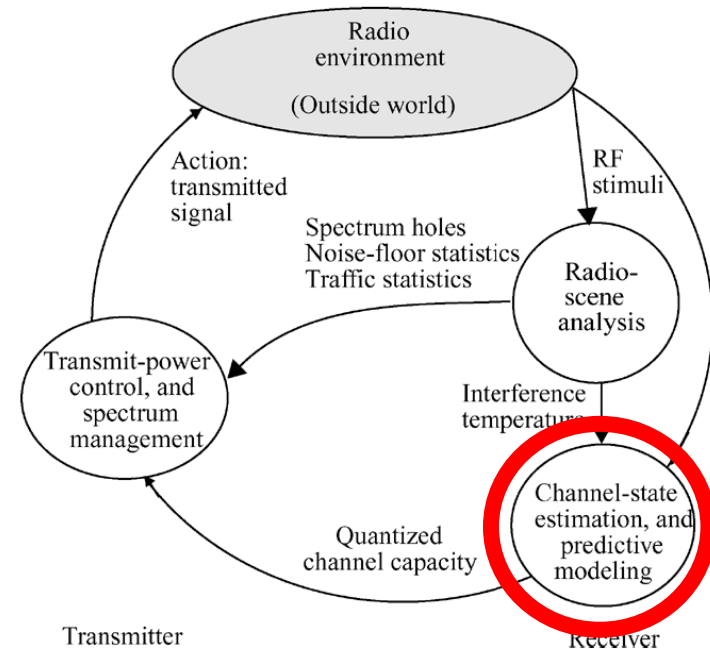 Radio
environment
(Outside world)
Action:
transmitted
signal
RF
stimuli
Spectrum holes
Noise-floor statistics
Traffic statistics
Radio-
scene
analysis
Transmit-power
control, and
spectrum
management
Interference
temperature
Channel-state
estimation, and
predictive
modeling
Quantized
channel capacity
Transmitter
Receiver